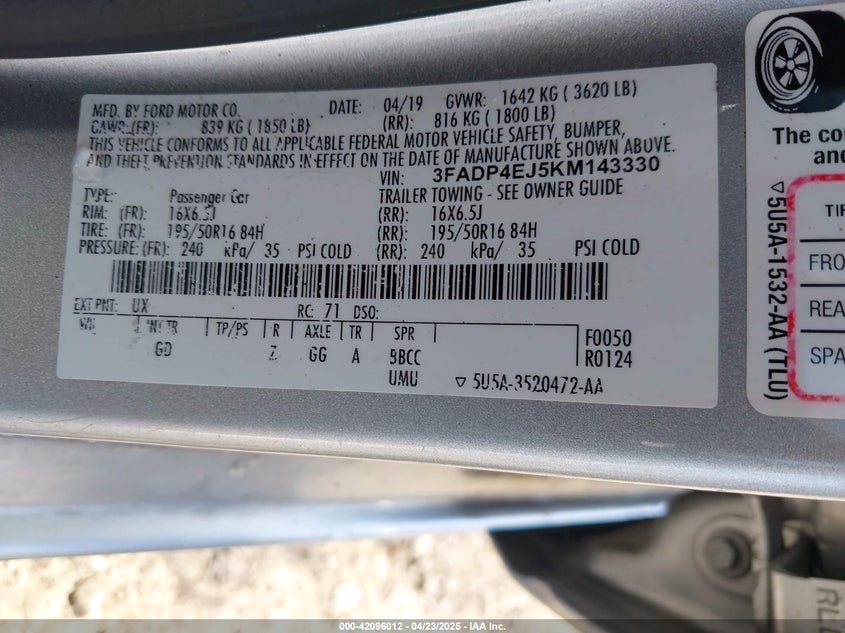 MFD. BY FORD MOTOR CO. DATE: 04/19 GVWR: 1642 KG ( 3620 LB)
GAWR:(FR): 839 KG ( 1850 LB) (RR): 816 KG ( 1800 LB)
THIS VEHICLE CONFORMS TO ALL APPLICABLE FEDERAL MOTOR VEHICLE SAFETY, BUMPER,
AND THEFT PREVENTION STANDARDS IN EFFECT ON THE DATE OF MANUFACTURE SHOWN ABOVE.
VIN: 3FADP4EJ5KM143330
TYPE: Passenger Car TRAILER TOWING - SEE OWNER GUIDE
RIM: (FR): 16X6.5J (RR): 16X6.5J
TIRE: (FR): 195/50R16 84H (RR): 195/50R16 84H
PRESSURE: (FR): 240 kPa/ 35 PSI COLD (RR): 240 kPa/ 35 PSI COLD
EXT PNT: UX RC: 71 DSO:
INT TR TP/PS R AXLE TR SPR F0050
GD GG A BBCC R0124
UMU ▽ 5U5A-3520472-AA
The co
an
▽5U5A-1532-AA (TLU)
TIR
FRO
REA
SPA
000-42096012 - 04/23/2025 - IAA Inc.